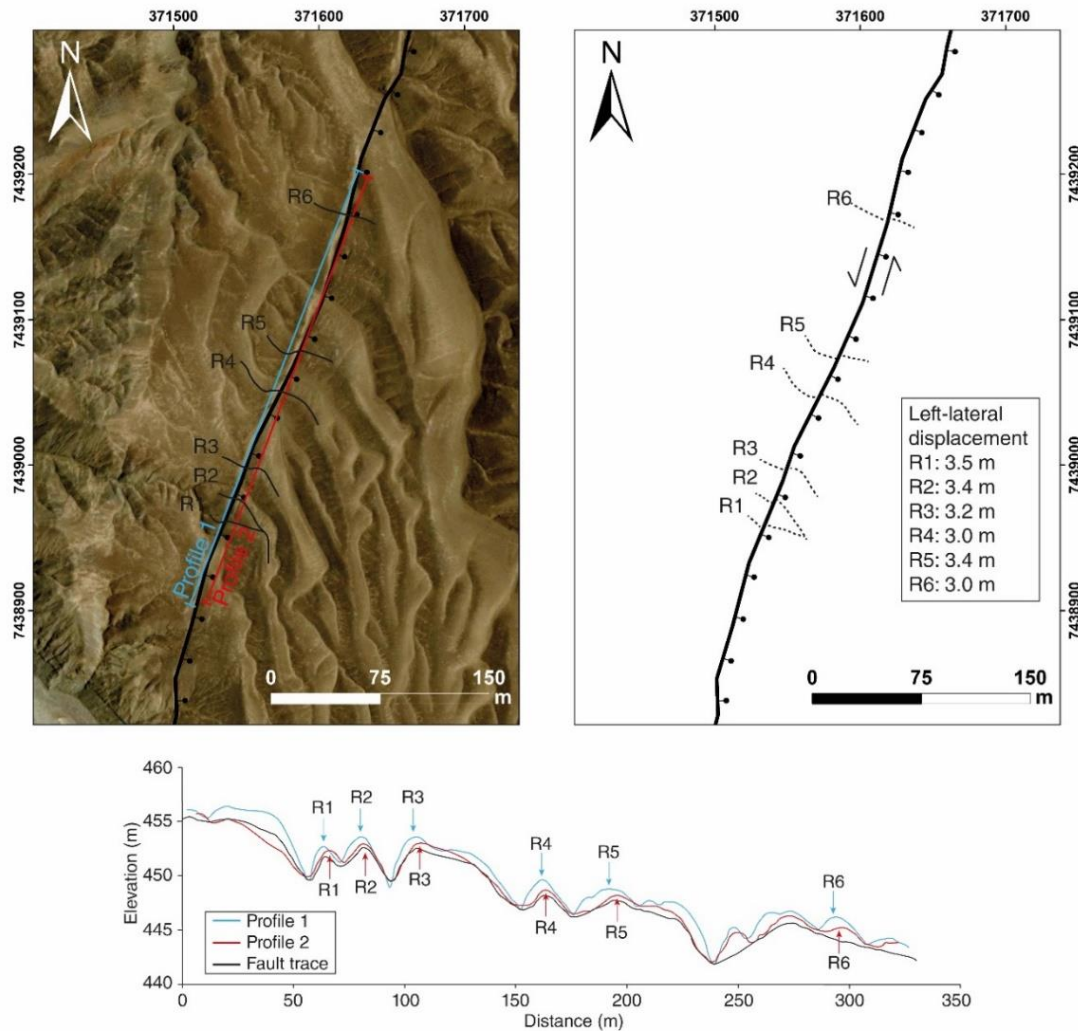 371500
371600
371700
N
7439200
7439100
7439000
7438900
R6
R5
R4
R3
R2
R1
Profile 1
Profile 2
0
75
150
m
371500
371600
371700
N
R6
R5
R4
R3
R2
R1
7439200
7439100
7439000
7438900
Left-lateral
displacement
R1: 3.5 m
R2: 3.4 m
R3: 3.2 m
R4: 3.0 m
R5: 3.4 m
R6: 3.0 m
0
75
150
m
460
455
450
445
440
Elevation (m)
R1
R2
R3
R4
R5
R6
R1
R2
R3
R4
R5
R6
Profile 1
Profile 2
Fault trace
0
50
100
150
200
250
300
350
Distance (m)